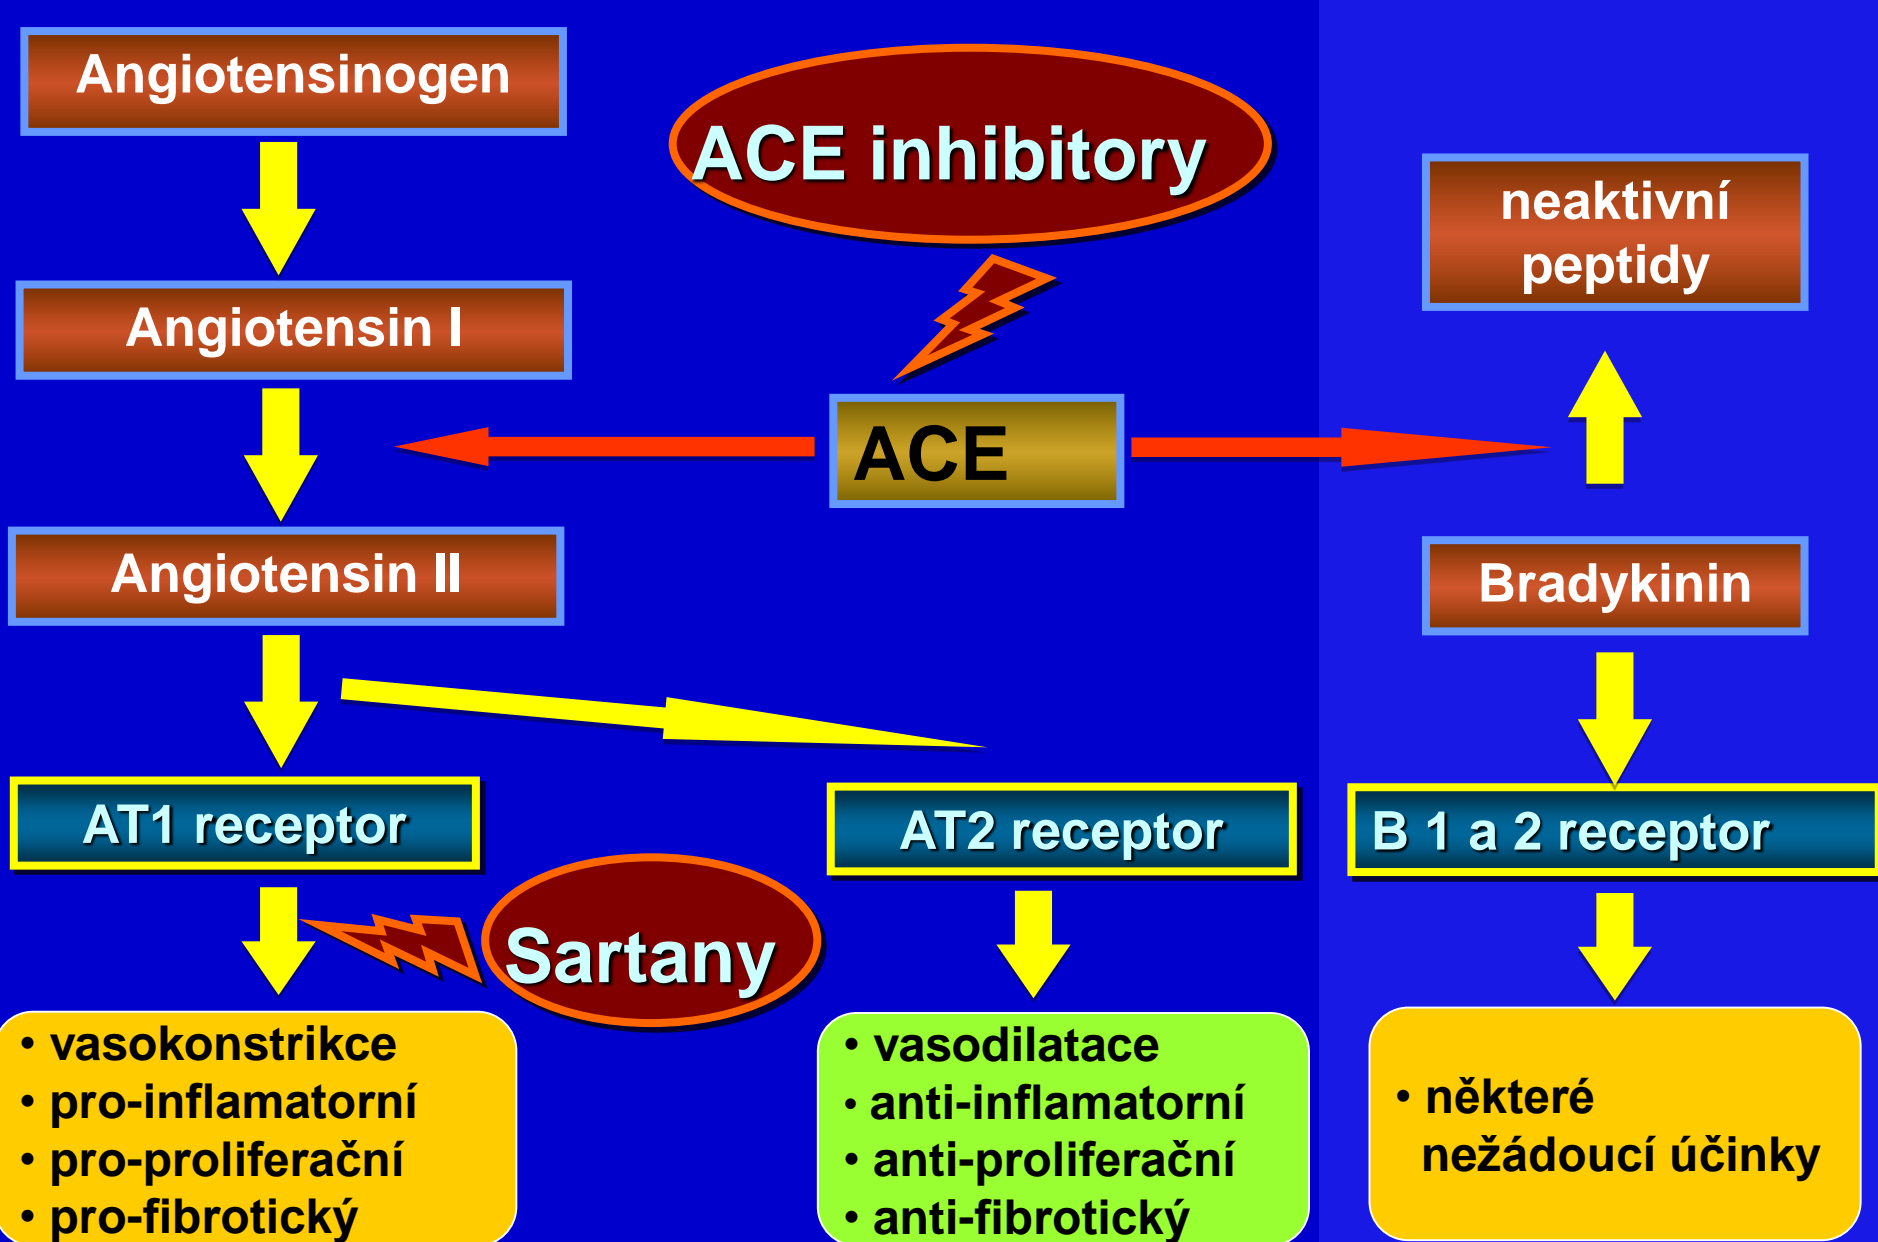 Angiotensinogen
ACE inhibitory
neaktivní
peptidy
Angiotensin I
ACE
Angiotensin II
Bradykinin
AT1 receptor
AT2 receptor
B 1 a 2 receptor
Sartany
• vasokonstrikce
• pro-inflamatorní
• pro-proliferační
• pro-fibrotický
• vasodilatace
• anti-inflamatorní
• anti-proliferační
• anti-fibrotický
• některé
nežádoucí účinky